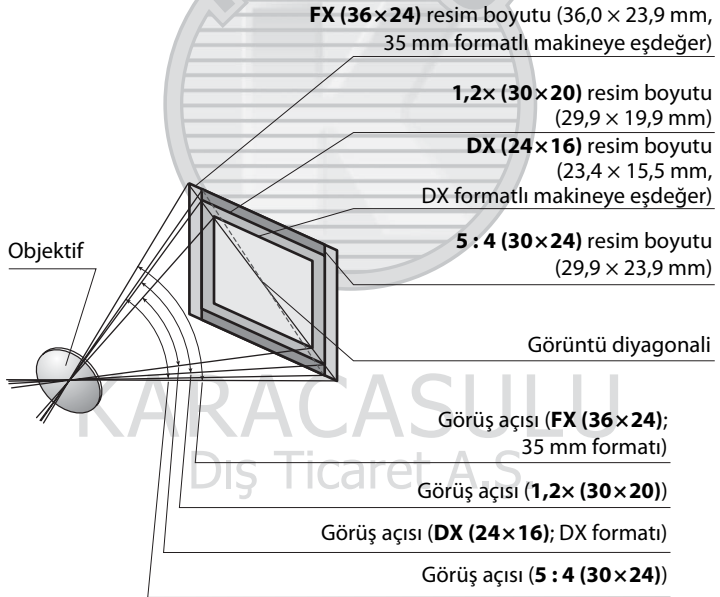 FX (36×24) resim boyutu (36,0 × 23,9 mm,
35 mm formatlı makineye eşdeğer)
1,2× (30×20) resim boyutu
(29,9 × 19,9 mm)
DX (24×16) resim boyutu
(23,4 × 15,5 mm,
DX formatlı makineye eşdeğer)
5 : 4 (30×24) resim boyutu
(29,9 × 23,9 mm)
Objektif
Görüntü diyagonali
KARACASULU
Dış Ticaret A.Ş.
Görüş açısı (FX (36×24);
35 mm formatı)
Görüş açısı (1,2× (30×20))
Görüş açısı (DX (24×16); DX formatı)
Görüş açısı (5 : 4 (30×24))